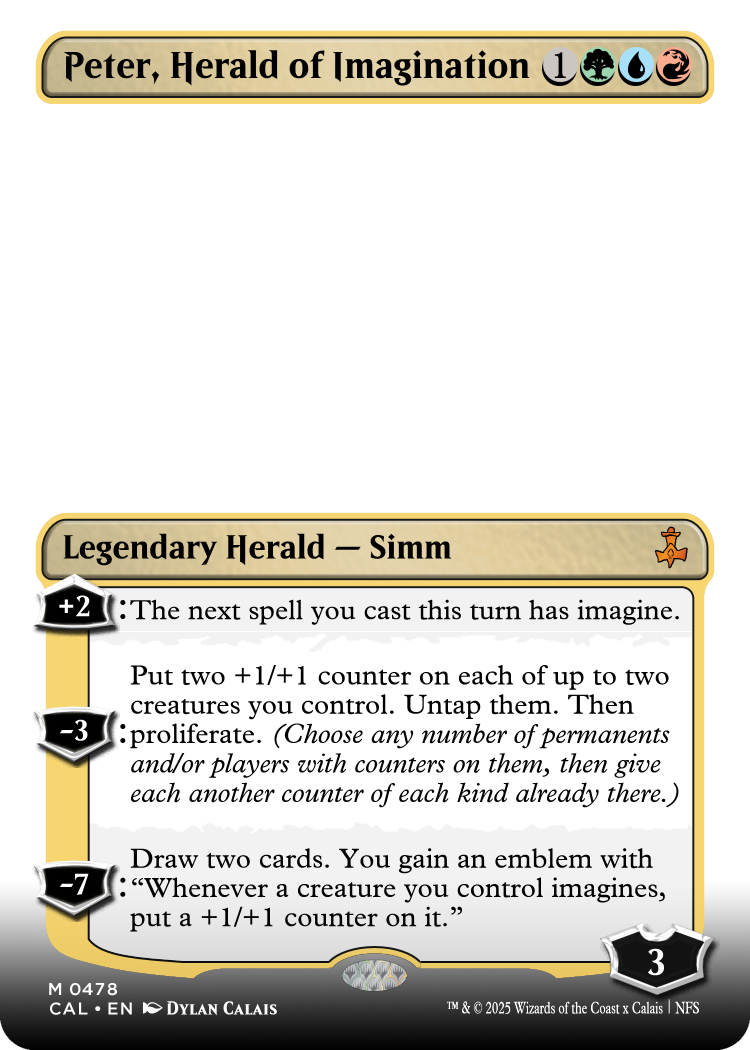 Peter, Herald of Imagination 1
Legendary Herald — Simm
+2 : The next spell you cast this turn has imagine.
Put two +1/+1 counter on each of up to two
creatures you control. Untap them. Then
−3 : proliferate. (Choose any number of permanents
and/or players with counters on them, then give
each another counter of each kind already there.)
Draw two cards. You gain an emblem with
−7 : “Whenever a creature you control imagines,
put a +1/+1 counter on it.”
3
M 0478
CAL • EN Dylan Calais
™ & © 2025 Wizards of the Coast x Calais | NFS